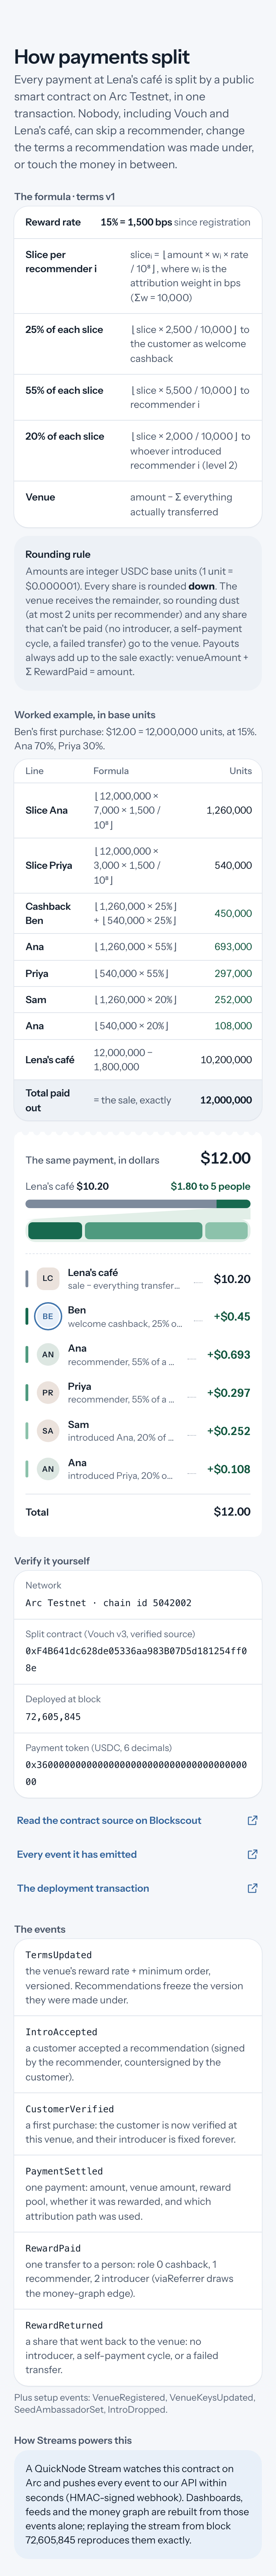 How payments split
Every payment at Lena's café is split by a public
smart contract on Arc Testnet, in one
transaction. Nobody, including Vouch and
Lena's café, can skip a recommender, change
the terms a recommendation was made under,
or touch the money in between.
The formula · terms v1
Reward rate 15% = 1,500 bps since registration
Slice per
recommender i
sliceᵢ = ⌊amount × wᵢ × rate
/ 10⁸⌋, where wᵢ is the
attribution weight in bps
(Σw = 10,000)
25% of each slice
⌊slice × 2,500 / 10,000⌋ to
the customer as welcome
cashback
55% of each slice
⌊slice × 5,500 / 10,000⌋ to
recommender i
20% of each slice
⌊slice × 2,000 / 10,000⌋ to
whoever introduced
recommender i (level 2)
Venue
amount − Σ everything
actually transferred
Rounding rule
Amounts are integer USDC base units (1 unit =
$0.000001). Every share is rounded down. The
venue receives the remainder, so rounding dust
(at most 2 units per recommender) and any share
that can't be paid (no introducer, a self-payment
cycle, a failed transfer) go to the venue. Payouts
always add up to the sale exactly: venueAmount +
Σ RewardPaid = amount.
Worked example, in base units
Ben's first purchase: $12.00 = 12,000,000 units, at 15%.
Ana 70%, Priya 30%.
Line Formula Units
Slice Ana
⌊12,000,000 ×
7,000 × 1,500 /
10⁸⌋
1,260,000
Slice Priya
⌊12,000,000 ×
3,000 × 1,500 /
10⁸⌋
540,000
Cashback
Ben
⌊1,260,000 × 25%⌋
+ ⌊540,000 × 25%⌋
450,000
Ana ⌊1,260,000 × 55%⌋ 693,000
Priya ⌊540,000 × 55%⌋ 297,000
Sam ⌊1,260,000 × 20%⌋ 252,000
Ana ⌊540,000 × 20%⌋ 108,000
Lena's café
12,000,000 −
1,800,000
10,200,000
Total paid
out
= the sale, exactly 12,000,000
The same payment, in dollars $12.00
Lena's café $10.20 $1.80 to 5 people
LC Lena's café
sale − everything transfer... $10.20
BE Ben
welcome cashback, 25% o... +$0.45
AN Ana
recommender, 55% of a ... +$0.693
PR Priya
recommender, 55% of a ... +$0.297
SA Sam
introduced Ana, 20% of ... +$0.252
AN Ana
introduced Priya, 20% o... +$0.108
Total $12.00
Verify it yourself
Network
Arc Testnet · chain id 5042002
Split contract (Vouch v3, verified source)
0xF4B641dc628de05336aa983B07D5d181254ff0
8e
Deployed at block
72,605,845
Payment token (USDC, 6 decimals)
0x36000000000000000000000000000000000000
00
Read the contract source on Blockscout
Every event it has emitted
The deployment transaction
The events
TermsUpdated
the venue's reward rate + minimum order,
versioned. Recommendations freeze the version
they were made under.
IntroAccepted
a customer accepted a recommendation (signed
by the recommender, countersigned by the
customer).
CustomerVerified
a first purchase: the customer is now verified at
this venue, and their introducer is fixed forever.
PaymentSettled
one payment: amount, venue amount, reward
pool, whether it was rewarded, and which
attribution path was used.
RewardPaid
one transfer to a person: role 0 cashback, 1
recommender, 2 introducer (viaReferrer draws
the money-graph edge).
RewardReturned
a share that went back to the venue: no
introducer, a self-payment cycle, or a failed
transfer.
Plus setup events: VenueRegistered, VenueKeysUpdated,
SeedAmbassadorSet, IntroDropped.
How Streams powers this
A QuickNode Stream watches this contract on
Arc and pushes every event to our API within
seconds (HMAC-signed webhook). Dashboards,
feeds and the money graph are rebuilt from those
events alone; replaying the stream from block
72,605,845 reproduces them exactly.